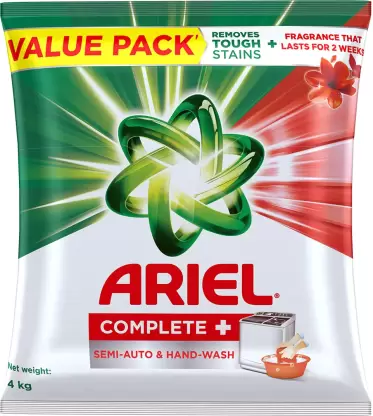 VALUE PACK*
REMOVES
TOUGH
STAINS
+
FRAGRANCE THAT
LASTS FOR 2 WEEKS
ARIEL®
COMPLETE +
SEMI-AUTO & HAND-WASH
Net weight:
4 kg